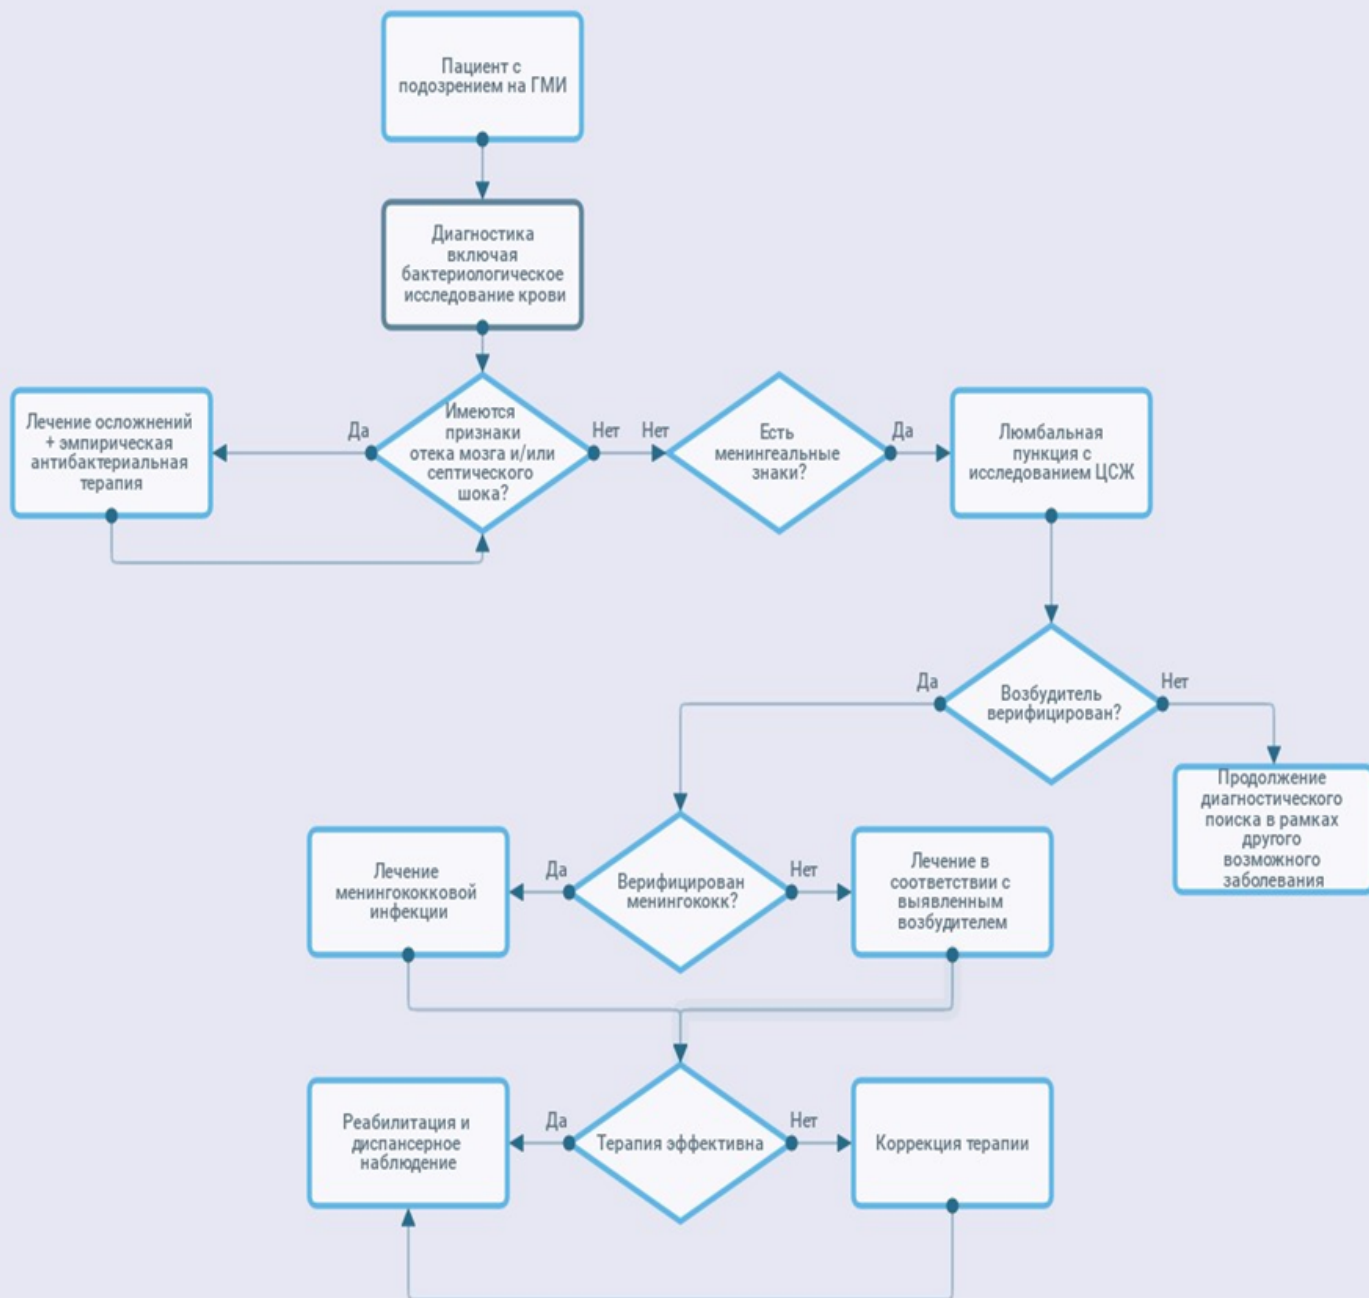 Пациент с
подозрением на ГМИ
Диагностика
включая
бактериологическое
исследование крови
Лечение осложнений
+ эмпирическая
антибактериальная
терапия
Да
Имеются
признаки
отека мозга и/или
септического
шока?
Нет
Нет
Есть
менингеальные
знаки?
Да
Люмбальная
пункция с
исследованием ЦСЖ
Да
Возбудитель
верифицирован?
Нет
Продолжение
диагностического
поиска в рамках
другого
возможного
заболевания
Лечение
менингококковой
инфекции
Да
Верифицирован
менингококк?
Нет
Лечение в
соответствии с
выявленным
возбудителем
Реабилитация и
диспансерное
наблюдение
Да
Терапия эффективна
Нет
Коррекция терапии